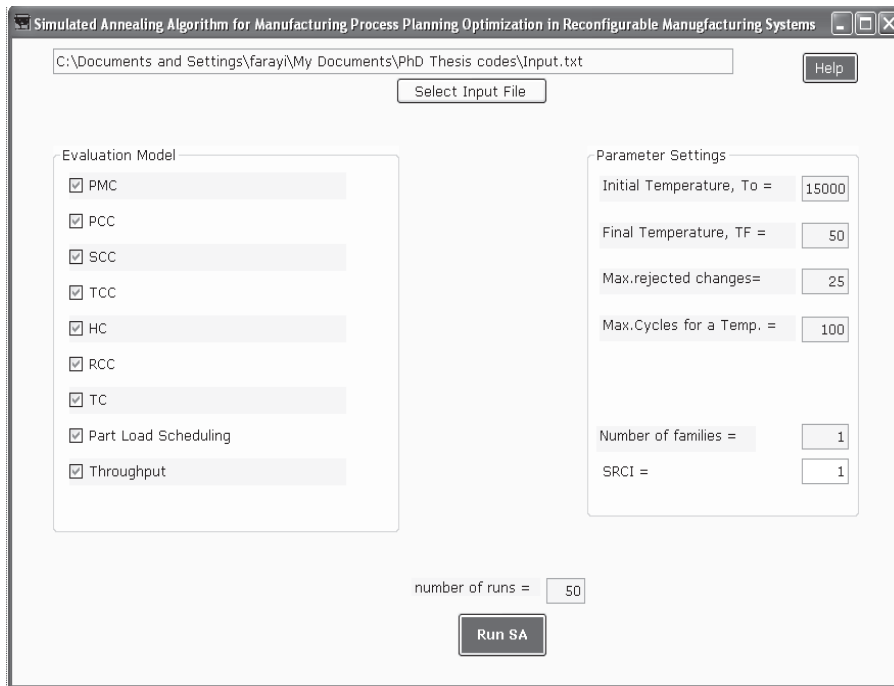 Simulated Annealing Algorithm for Manufacturing Process Planning Optimization in Reconfigurable Manugfacturing Systems
C:\Documents and Settings\farayi\My Documents\PhD Thesis codes\Input.txt
Help
Select Input File
Evaluation Model
PMC
PCC
SCC
TCC
HC
RCC
TC
Part Load Scheduling
Throughput
Parameter Settings
Initial Temperature, To = 15000
Final Temperature, TF = 50
Max.rejected changes= 25
Max.Cycles for a Temp. = 100
Number of families = 1
SRCI = 1
number of runs = 50
Run SA